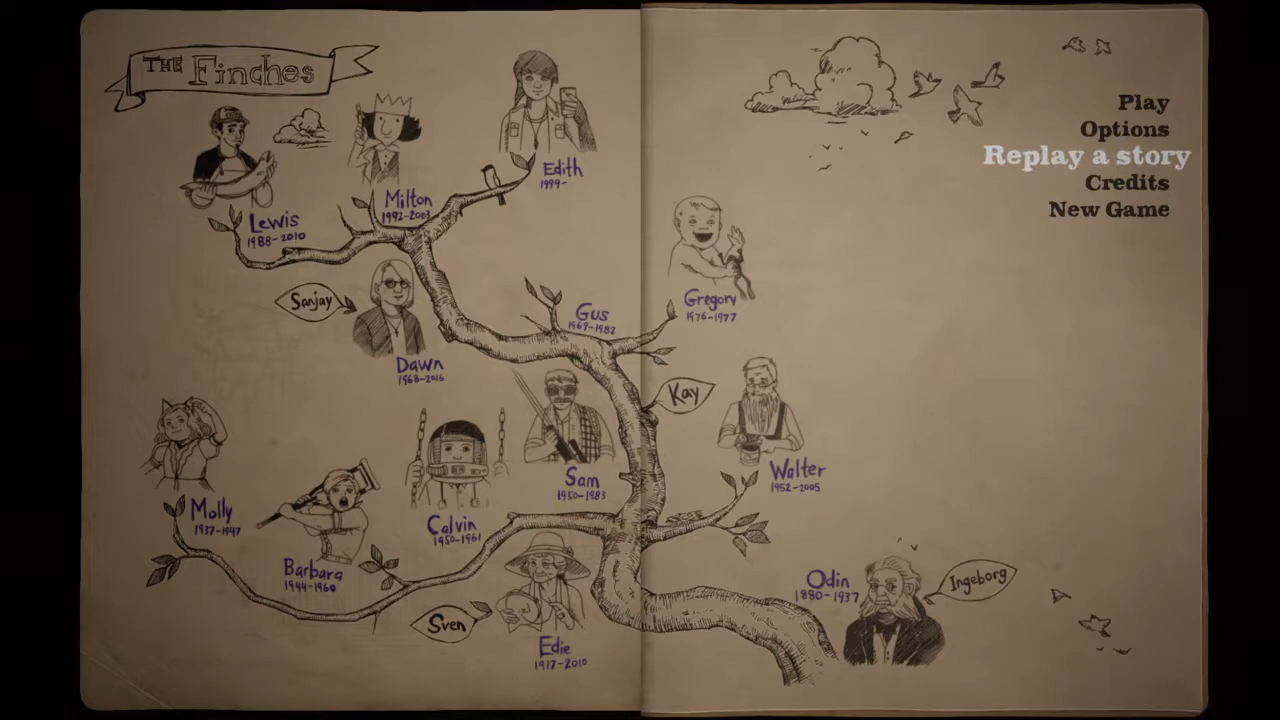 THE Finches
Edith
1999-
Milton
1992-2003
Lewis
1988-2010
Sanjay
Dawn
1968-2016
Gus
1969-1982
Gregory
1976-1977
Kay
Sam
1950-1983
Walter
1952-2005
Molly
1937-1947
Barbara
1944-1960
Calvin
1950-1961
Sven
Edie
1917-2010
Odin
1880-1937
Ingeborg
Play
Options
Replay a story
Credits
New Game